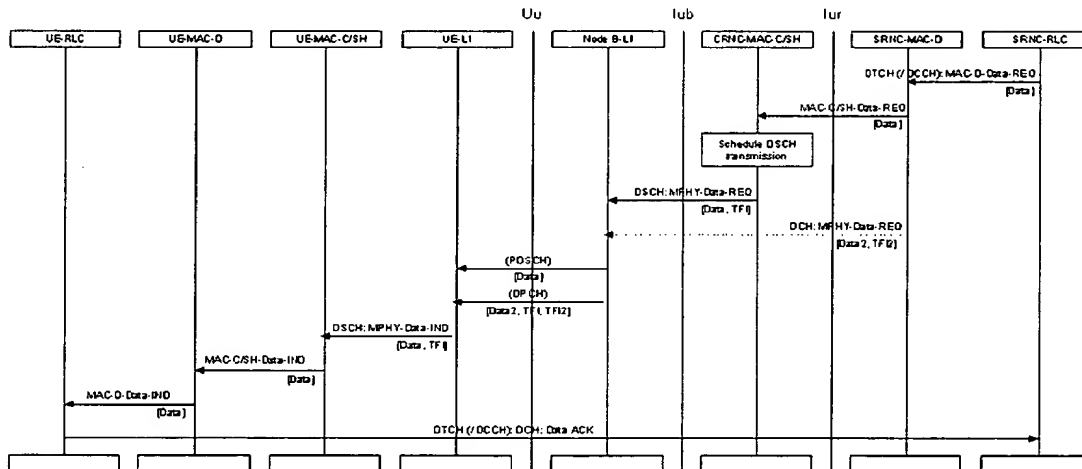 Uu
Iub
Iur
UE-RLC
UE-MAC-D
UE-MAC-C/SH
UE-L1
Node B-L1
CRNC-MAC-C/SH
SRNC-MAC-D
SRNC-RLC
DTCH (/ DCCH): MAC-D-Data-REQ
[Data]
MAC-C/SH-Data-REQ
[Data]
Schedule DSCH
transmission
DSCH: MPHY-Data-REQ
[Data, TFI]
DCH: MPHY-Data-REQ
[Data2, TFI2]
(PDSCH)
[Data]
(DPCH)
[Data2, TFI, TFI2]
DSCH: MPHY-Data-IND
[Data, TFI]
MAC-C/SH-Data-IND
[Data]
MAC-D-Data-IND
[Data]
DTCH (/ DCCH): DCH: Data ACK